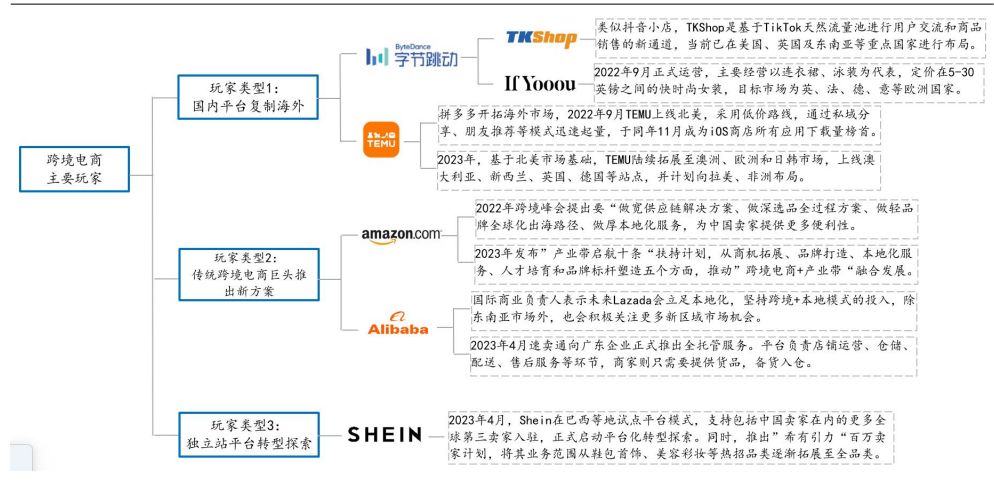 跨境电商
主要玩家
玩家类型1:
国内平台复制海外
ByteDance
字节跳动
TKShop
类似抖音小店，TKShop是基于TikTok天然流量池进行用户交流和商品
销售的新通道，当前已在美国、英国及东南亚等重点国家进行布局。
If Yooou
2022年9月正式运营，主要经营以连衣裙、泳装为代表，定价在5-30
英镑之间的快时尚女装，目标市场为英、法、德、意等欧洲国家。
TEMU
拼多多开拓海外市场，2022年9月TEMU上线北美，采用低价路线，通过私域分
享、朋友推荐等模式迅速起量，于同年11月成为iOS商店所有应用下载量榜首。
2023年，基于北美市场基础，TEMU陆续拓展至澳洲、欧洲和日韩市场，上线澳
大利亚、新西兰、英国、德国等站点，并计划向拉美、非洲布局。
玩家类型2:
传统跨境电商巨头推
出新方案
amazon.com
2022年跨境峰会提出要“做宽供应链解决方案、做深选品全过程方案、做轻品
牌全球化出海路径、做厚本地化服务，为中国卖家提供更多便利性。
2023年发布”产业带启航十条“扶持计划，从商机拓展、品牌打造、本地化服
务、人才培育和品牌标杆塑造五个方面，推动”跨境电商+产业带“融合发展。
Alibaba
国际商业负责人表示未来Lazada会立足本地化，坚持跨境+本地模式的投入，除
东南亚市场外，也会积极关注更多新区域市场机会。
2023年4月速卖通向广东企业正式推出全托管服务。平台负责店铺运营、仓储、
配送、售后服务等环节，商家则只需要提供货品，备货入仓。
玩家类型3:
独立站平台转型探索
SHEIN
2023年4月，Shein在巴西等地试点平台模式，支持包括中国卖家在内的更多全
球第三卖家入驻，正式启动平台化转型探索。同时，推出”希有引力“百万卖
家计划，将其业务范围从鞋包首饰、美容彩妆等热招品类逐渐拓展至全品类。